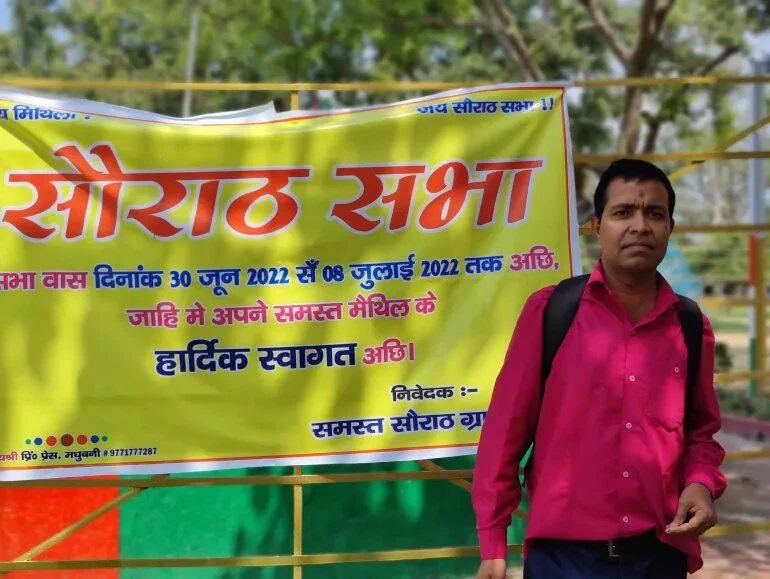 मिथिला
जय सौराठ सभा !!
सौराठ सभा
सभा वास दिनांक 30 जून 2022 सँ 08 जुलाई 2022 तक अछि,
जाहि मे अपने समस्त मैथिल के
हार्दिक स्वागत अछि।
निवेदक :-
समस्त सौराठ
प्रिं० प्रेस, मधुबनी # 9771777287